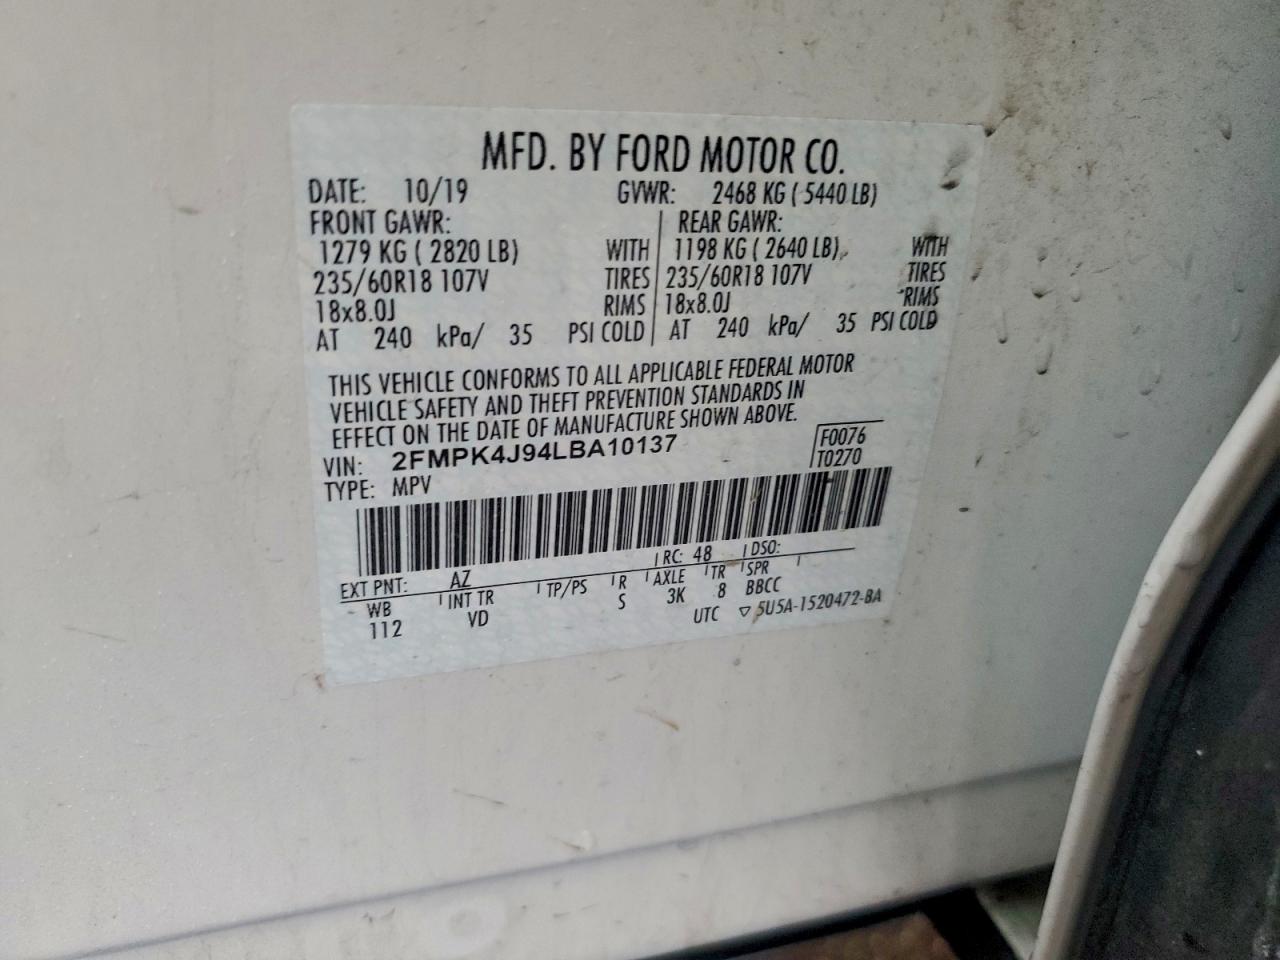 MFD. BY FORD MOTOR CO.
DATE: 10/19 GVWR: 2468 KG ( 5440 LB)
FRONT GAWR: REAR GAWR:
1279 KG ( 2820 LB) WITH 1198 KG ( 2640 LB) WITH
235/60R18 107V TIRES 235/60R18 107V TIRES
18x8.0J RIMS 18x8.0J RIMS
AT 240 kPa/ 35 PSI COLD AT 240 kPa/ 35 PSI COLD
THIS VEHICLE CONFORMS TO ALL APPLICABLE FEDERAL MOTOR
VEHICLE SAFETY AND THEFT PREVENTION STANDARDS IN
EFFECT ON THE DATE OF MANUFACTURE SHOWN ABOVE.
VIN: 2FMPK4J94LBA10137 F0076
TYPE: MPV T0270
EXT PNT: AZ RC: 48 DSO:
WB INT TR TP/PS R AXLE TR SPR
112 VD S 3K 8 BBCC
UTC ▽ 5U5A-1520472-BA